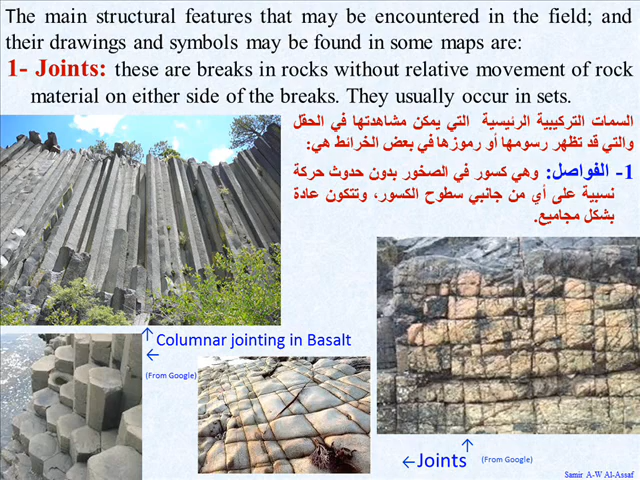 The main structural features that may be encountered in the field; and
their drawings and symbols may be found in some maps are:
1- Joints: these are breaks in rocks without relative movement of rock
material on either side of the breaks. They usually occur in sets.
السمات التركيبية الرئيسية التي يمكن مشاهدتها في الحقل
والتي قد تظهر رسومها أو رموزها في بعض الخرائط هي:
1- الفواصل: وهي كسور في الصخور بدون حدوث حركة
نسبية على أي من جانبي سطوح الكسور، وتتكون عادة
بشكل مجاميع.
↑ Columnar jointing in Basalt
←
(From Google)
←Joints ↑ (From Google)
Samir A-W Al-Assaf